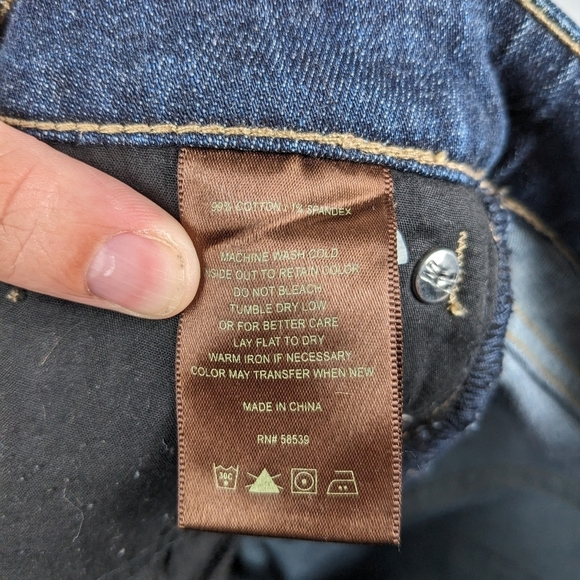 99% COTTON / 1% SPANDEX
MACHINE WASH COLD
INSIDE OUT TO RETAIN COLOR
DO NOT BLEACH
TUMBLE DRY LOW
OR FOR BETTER CARE
LAY FLAT TO DRY
WARM IRON IF NECESSARY
COLOR MAY TRANSFER WHEN NEW
MADE IN CHINA
RN# 58539
30C